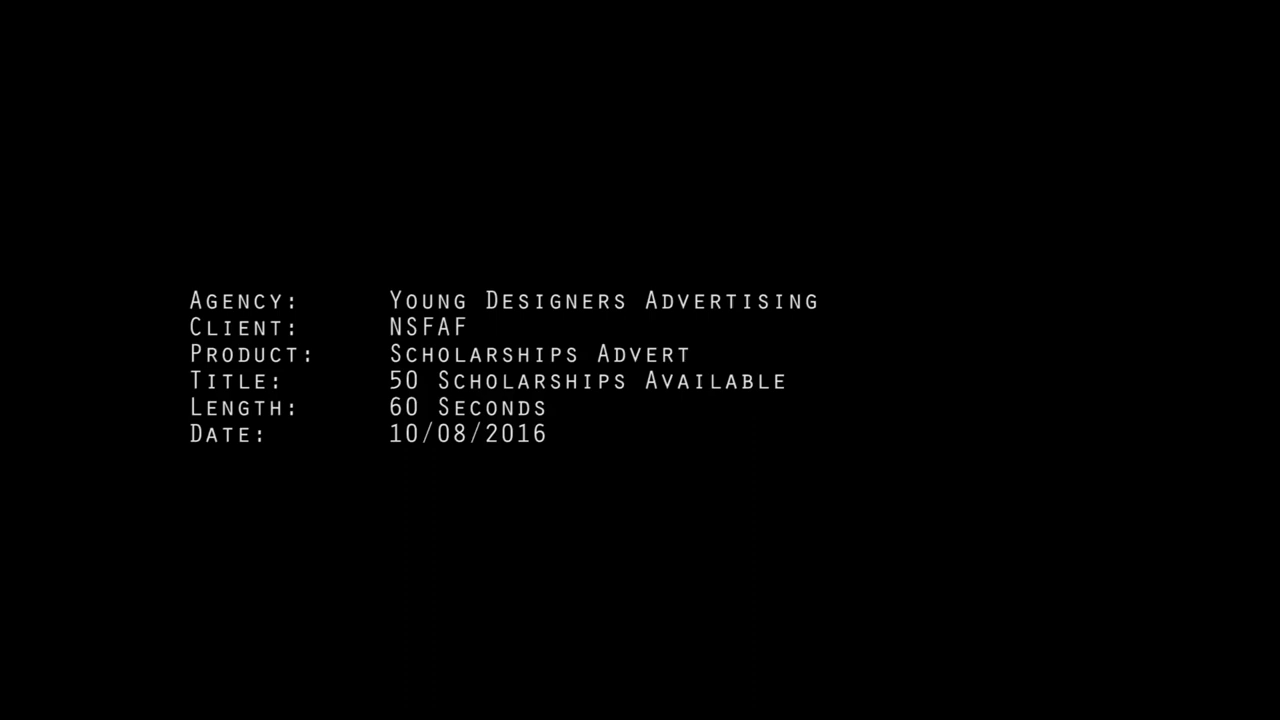 Agency: Young Designers Advertising
Client: NSFAF
Product: Scholarships Advert
Title: 50 Scholarships Available
Length: 60 Seconds
Date: 10/08/2016